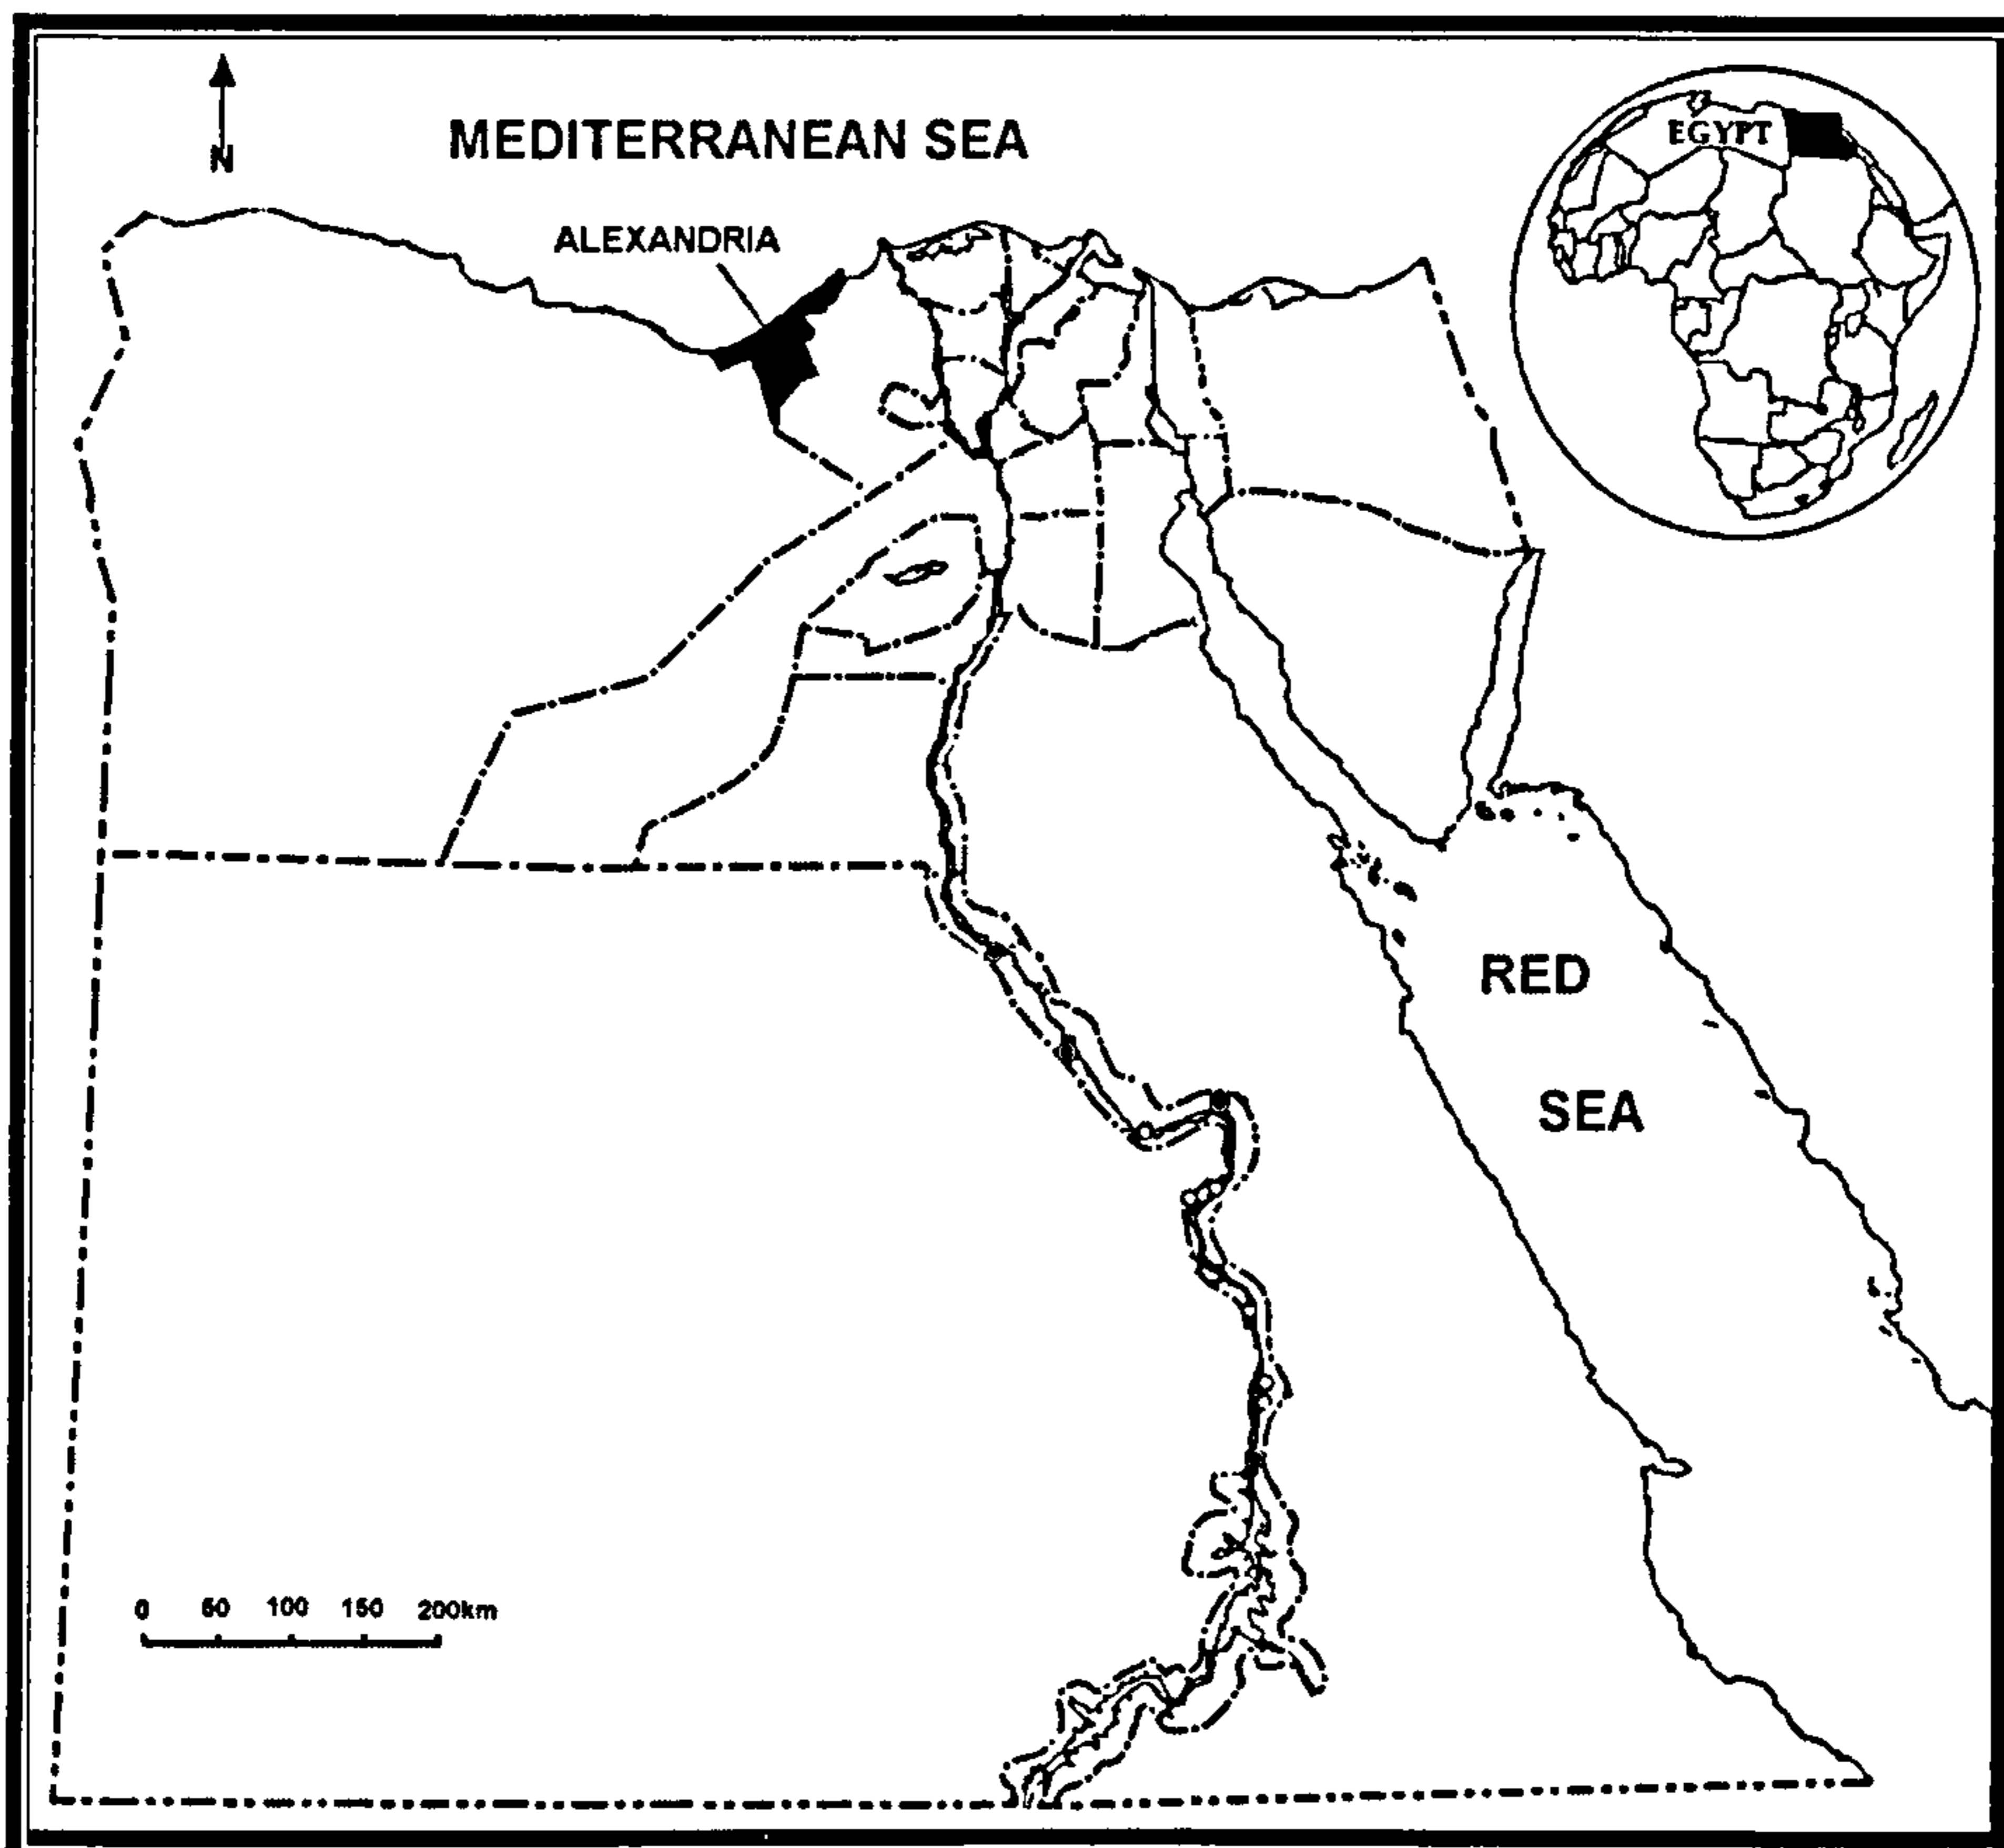 N
MEDITERRANEAN SEA
EGYPT
ALEXANDRIA
RED
SEA
0 50 100 150 200km